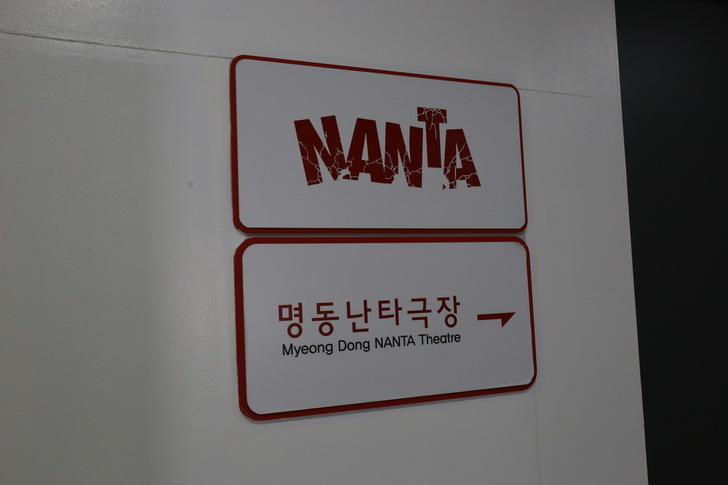 NANTA
명동난타극장
Myeong Dong NANTA Theatre